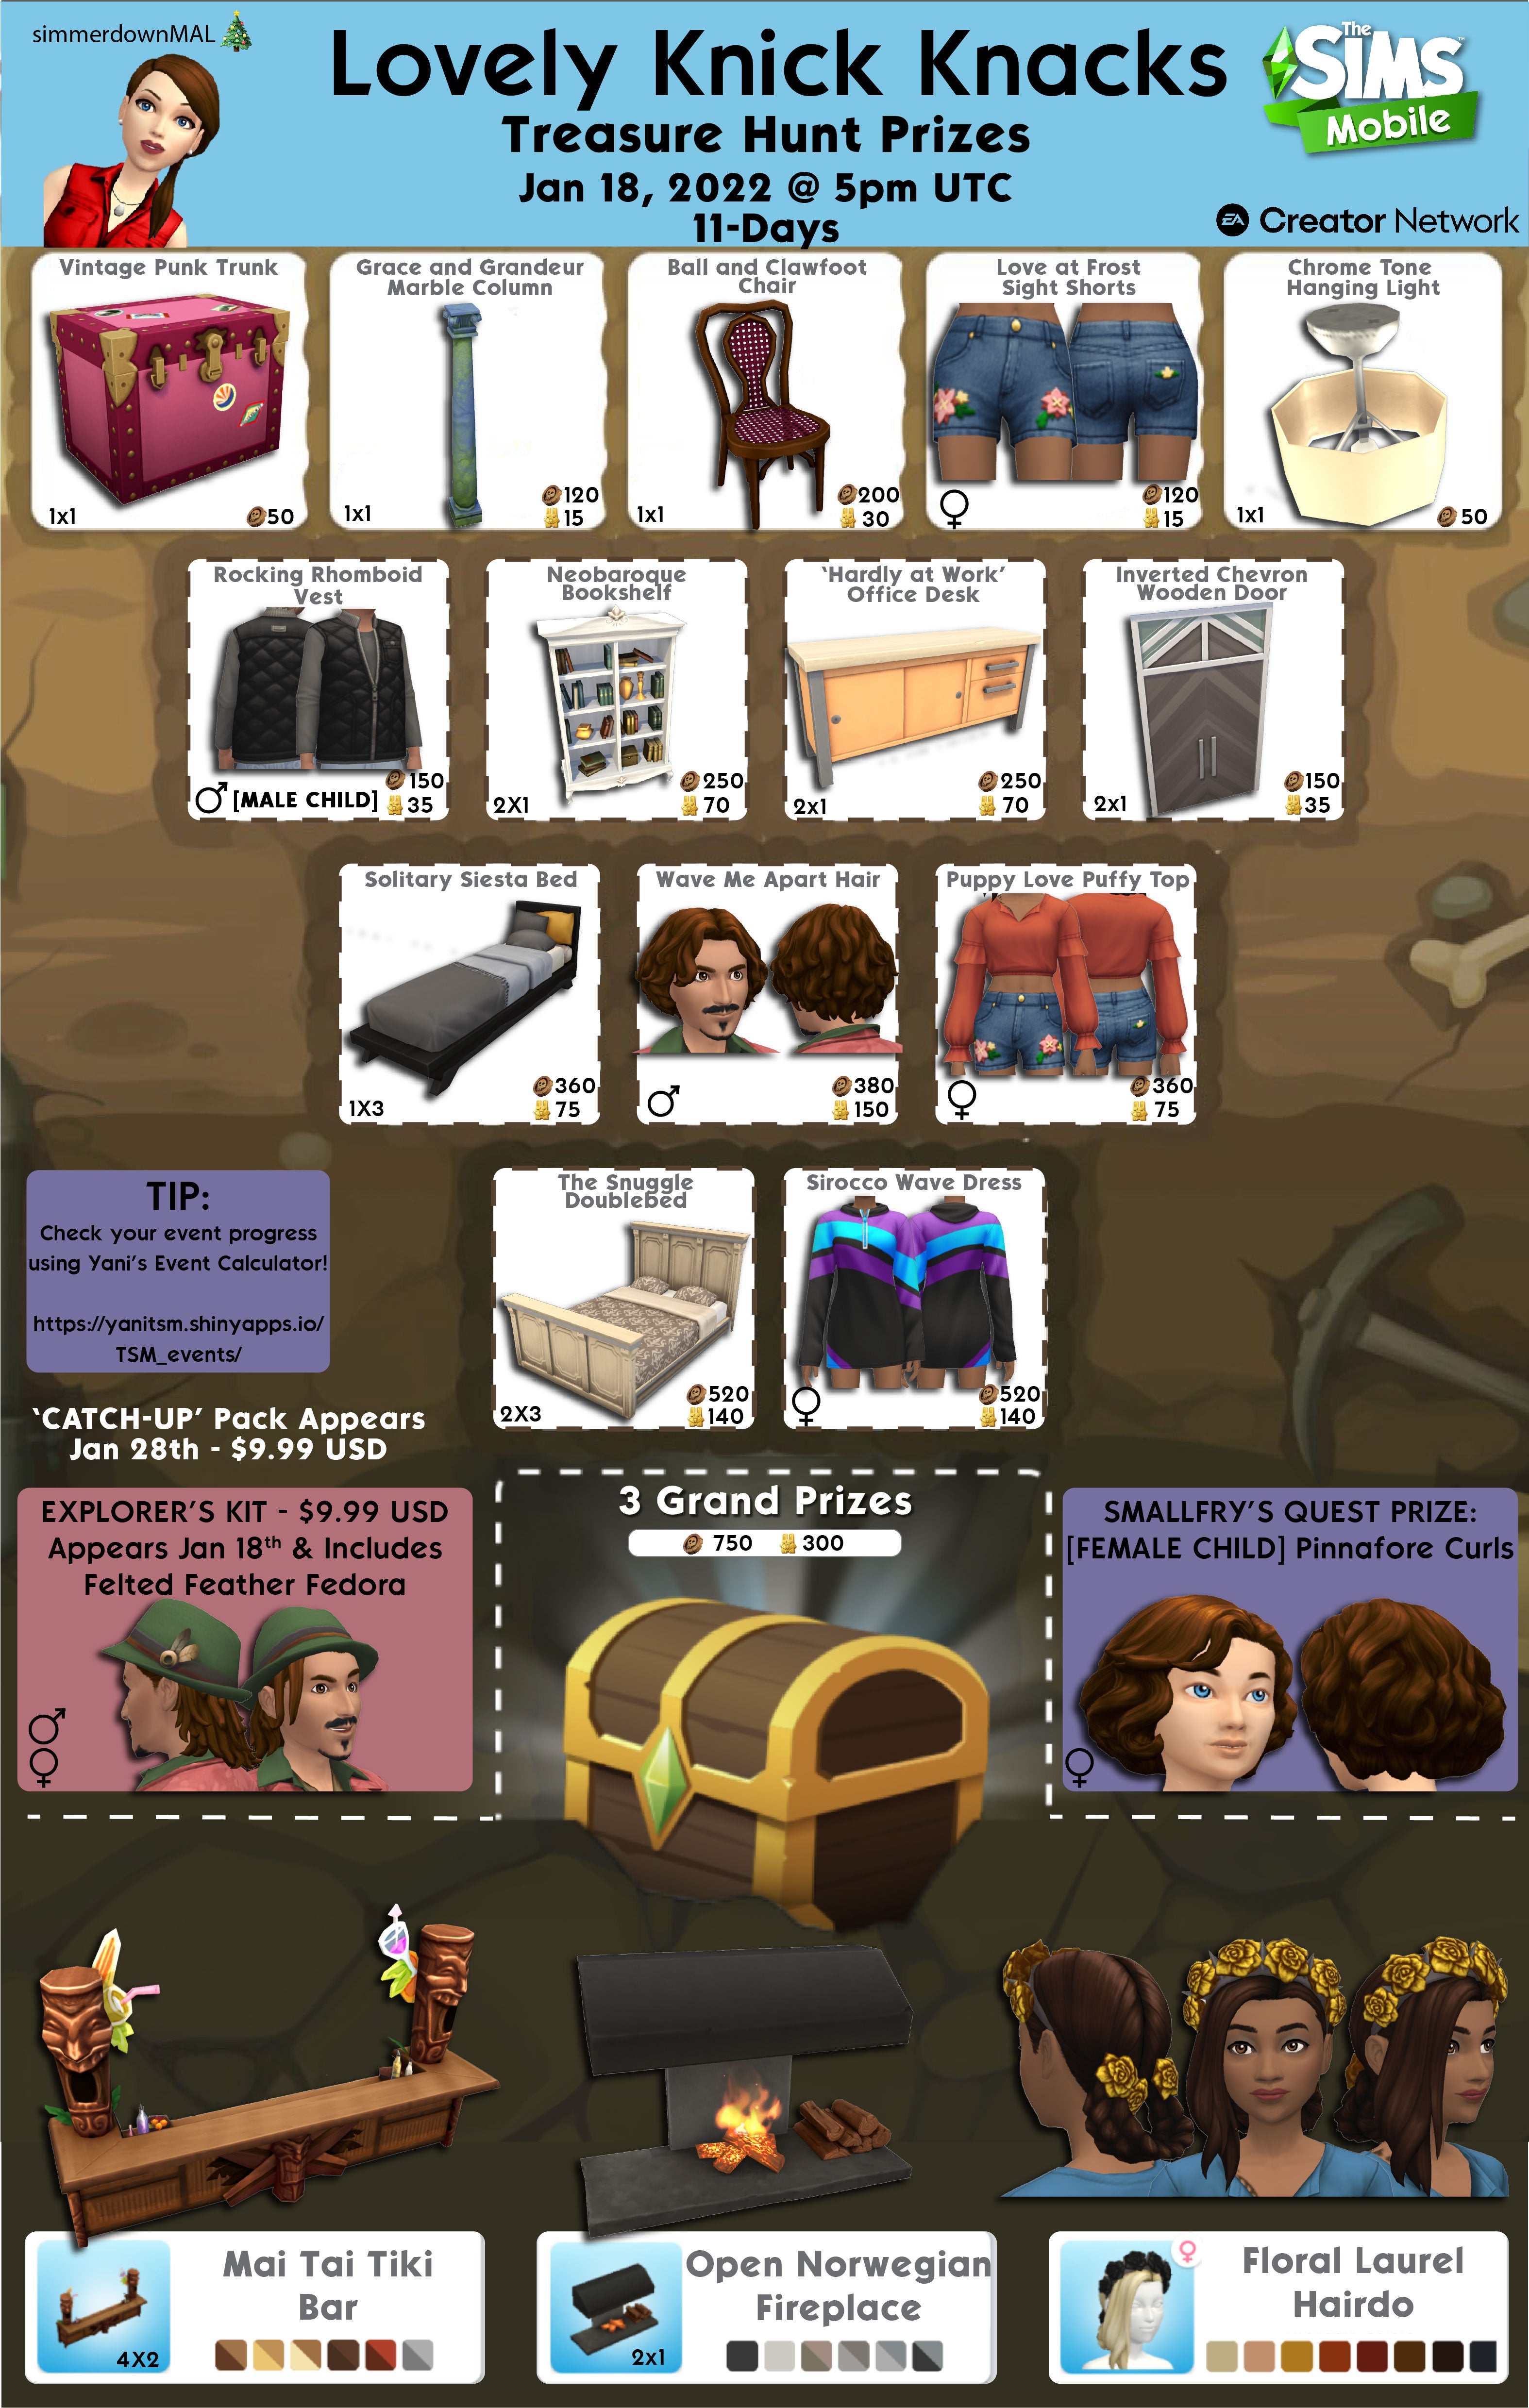 simmerdownMAL
Lovely Knick Knacks
Treasure Hunt Prizes
Jan 18, 2022 @ 5pm UTC
11-Days
The SiMS
Mobile
EA Creator Network
Vintage Punk Trunk
1x1
50
Grace and Grandeur
Marble Column
1x1
120
15
Ball and Clawfoot
Chair
1x1
200
30
Love at Frost
Sight Shorts
120
15
Chrome Tone
Hanging Light
1x1
50
Rocking Rhomboid
Vest
[MALE CHILD]
150
35
Neobaroque
Bookshelf
2X1
250
70
‘Hardly at Work’
Office Desk
2x1
250
70
Inverted Chevron
Wooden Door
2x1
150
35
Solitary Siesta Bed
1X3
360
75
Wave Me Apart Hair
380
150
Puppy Love Puffy Top
360
75
TIP:
Check your event progress
using Yani’s Event Calculator!
https://yanitsm.shinyapps.io/
TSM_events/
The Snuggle
Doublebed
2X3
520
140
Sirocco Wave Dress
520
140
‘CATCH-UP’ Pack Appears
Jan 28th - $9.99 USD
EXPLORER’S KIT - $9.99 USD
Appears Jan 18th & Includes
Felted Feather Fedora
3 Grand Prizes
750 300
SMALLFRY’S QUEST PRIZE:
[FEMALE CHILD] Pinnafore Curls
Mai Tai Tiki
Bar
4X2
Open Norwegian
Fireplace
2x1
Floral Laurel
Hairdo